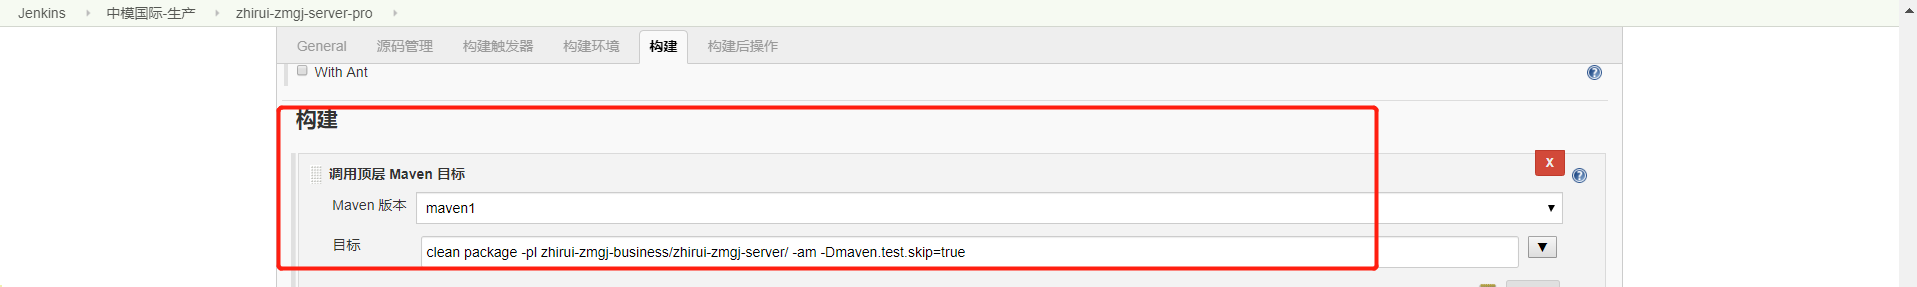 Jenkins 中模国际-生产 zhirui-zmgj-server-pro
General 源码管理 构建触发器 构建环境 构建 构建后操作
With Ant
构建
调用顶层 Maven 目标
X
Maven 版本 maven1
目标 clean package -pl zhirui-zmgj-business/zhirui-zmgj-server/ -am -Dmaven.test.skip=true